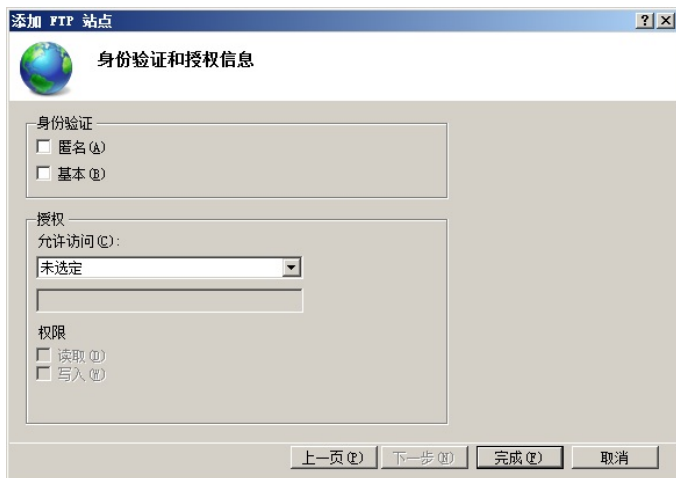 添加 FTP 站点
身份验证和授权信息
身份验证
匿名(A)
基本(B)
授权
允许访问(C):
未选定
权限
读取(D)
写入(W)
上一页(P) 下一步(N) 完成(F) 取消